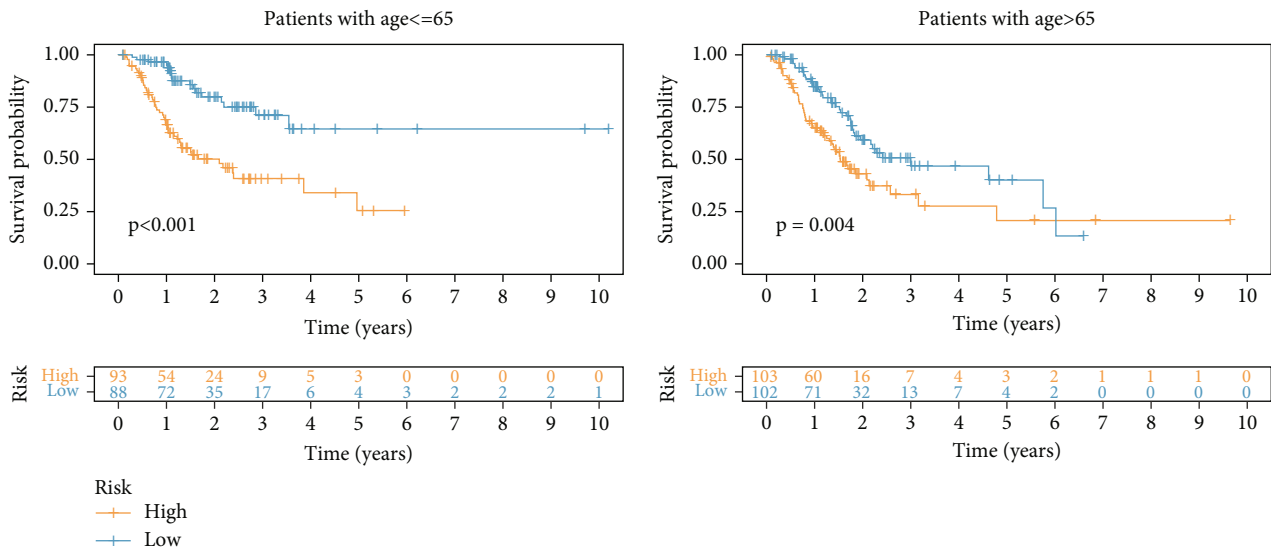 Patients with age<=65
Survival probability
1.00
0.75
0.50
0.25
0.00
p<0.001
0 1 2 3 4 5 6 7 8 9 10
Time (years)
Risk
High 93 54 24 9 5 3 0 0 0 0 0
Low 88 72 35 17 6 4 3 2 2 2 1
0 1 2 3 4 5 6 7 8 9 10
Time (years)
Patients with age>65
Survival probability
1.00
0.75
0.50
0.25
0.00
p = 0.004
0 1 2 3 4 5 6 7 8 9 10
Time (years)
Risk
High 103 60 16 7 4 3 2 1 1 1 0
Low 102 71 32 13 7 4 2 0 0 0 0
0 1 2 3 4 5 6 7 8 9 10
Time (years)
Risk
High
Low